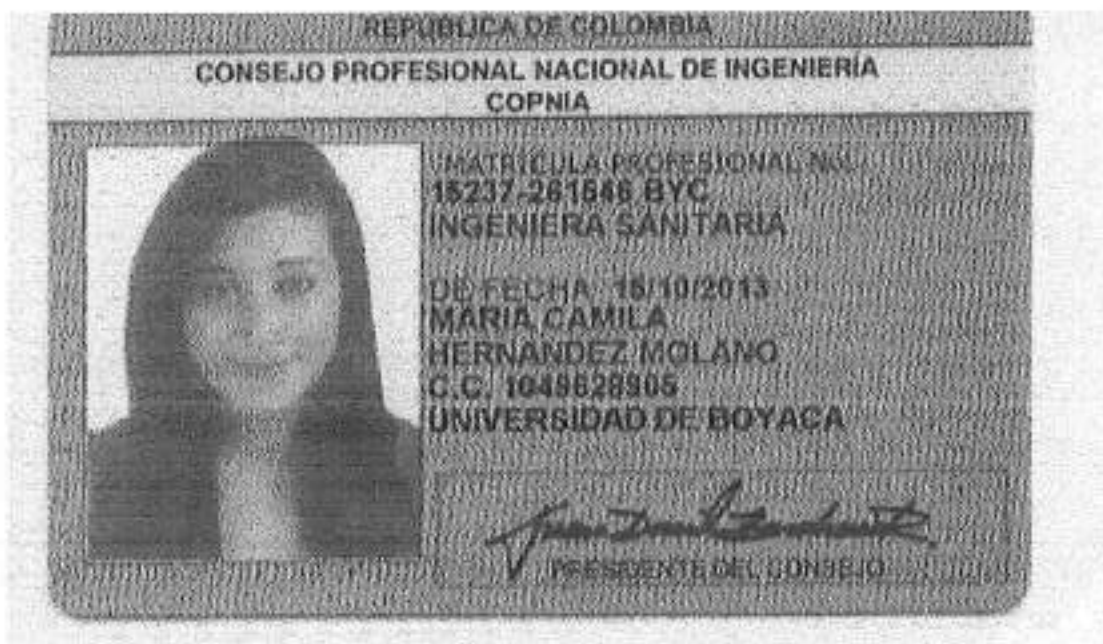 REPUBLICA DE COLOMBIA
CONSEJO PROFESIONAL NACIONAL DE INGENIERÍA
COPNIA
MATRICULA PROFESIONAL No.
15237-261646 BYC
INGENIERA SANITARIA
DE FECHA 15/10/2013
MARIA CAMILA
HERNANDEZ MOLANO
C.C. 1049628905
UNIVERSIDAD DE BOYACA
PRESIDENTE DEL CONSEJO